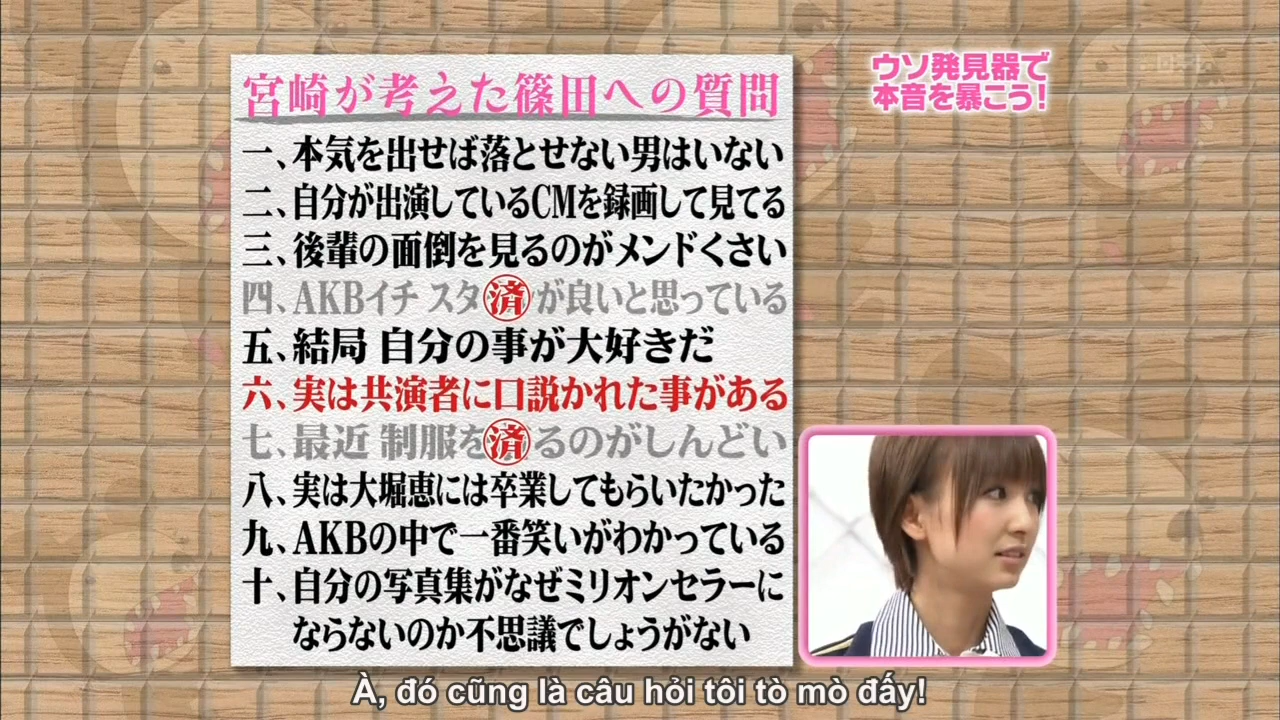 宮崎が考えた篠田への質問
一、本気を出せば落とせない男はいない
二、自分が出演しているCMを録画して見てる
三、後輩の面倒を見るのがメンドくさい
四、AKBイチ スタ 済 が良いと思っている
五、結局 自分の事が大好きだ
六、実は共演者に口説かれた事がある
七、最近 制服を 済 るのがしんどい
八、実は大堀恵には卒業してもらいたかった
九、AKBの中で一番笑いがわかっている
十、自分の写真集がなぜミリオンセラーに
ならないのか不思議でしょうがない
ウソ発見器で
本音を暴こう!
À, đó cũng là câu hỏi tôi tò mò đấy!